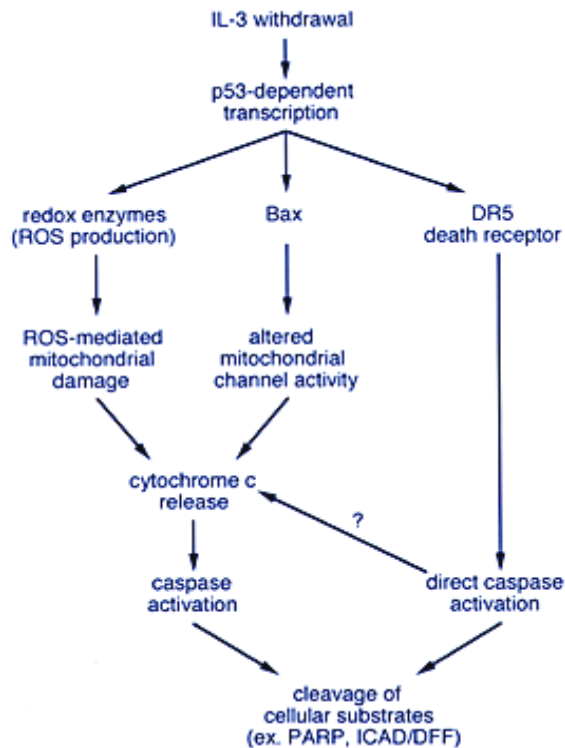 IL-3 withdrawal
p53-dependent
transcription
redox enzymes
(ROS production)
Bax
DR5
death receptor
ROS-mediated
mitochondrial
damage
altered
mitochondrial
channel activity
cytochrome c
release
?
caspase
activation
direct caspase
activation
cleavage of
cellular substrates
(ex. PARP, ICAD/DFF)